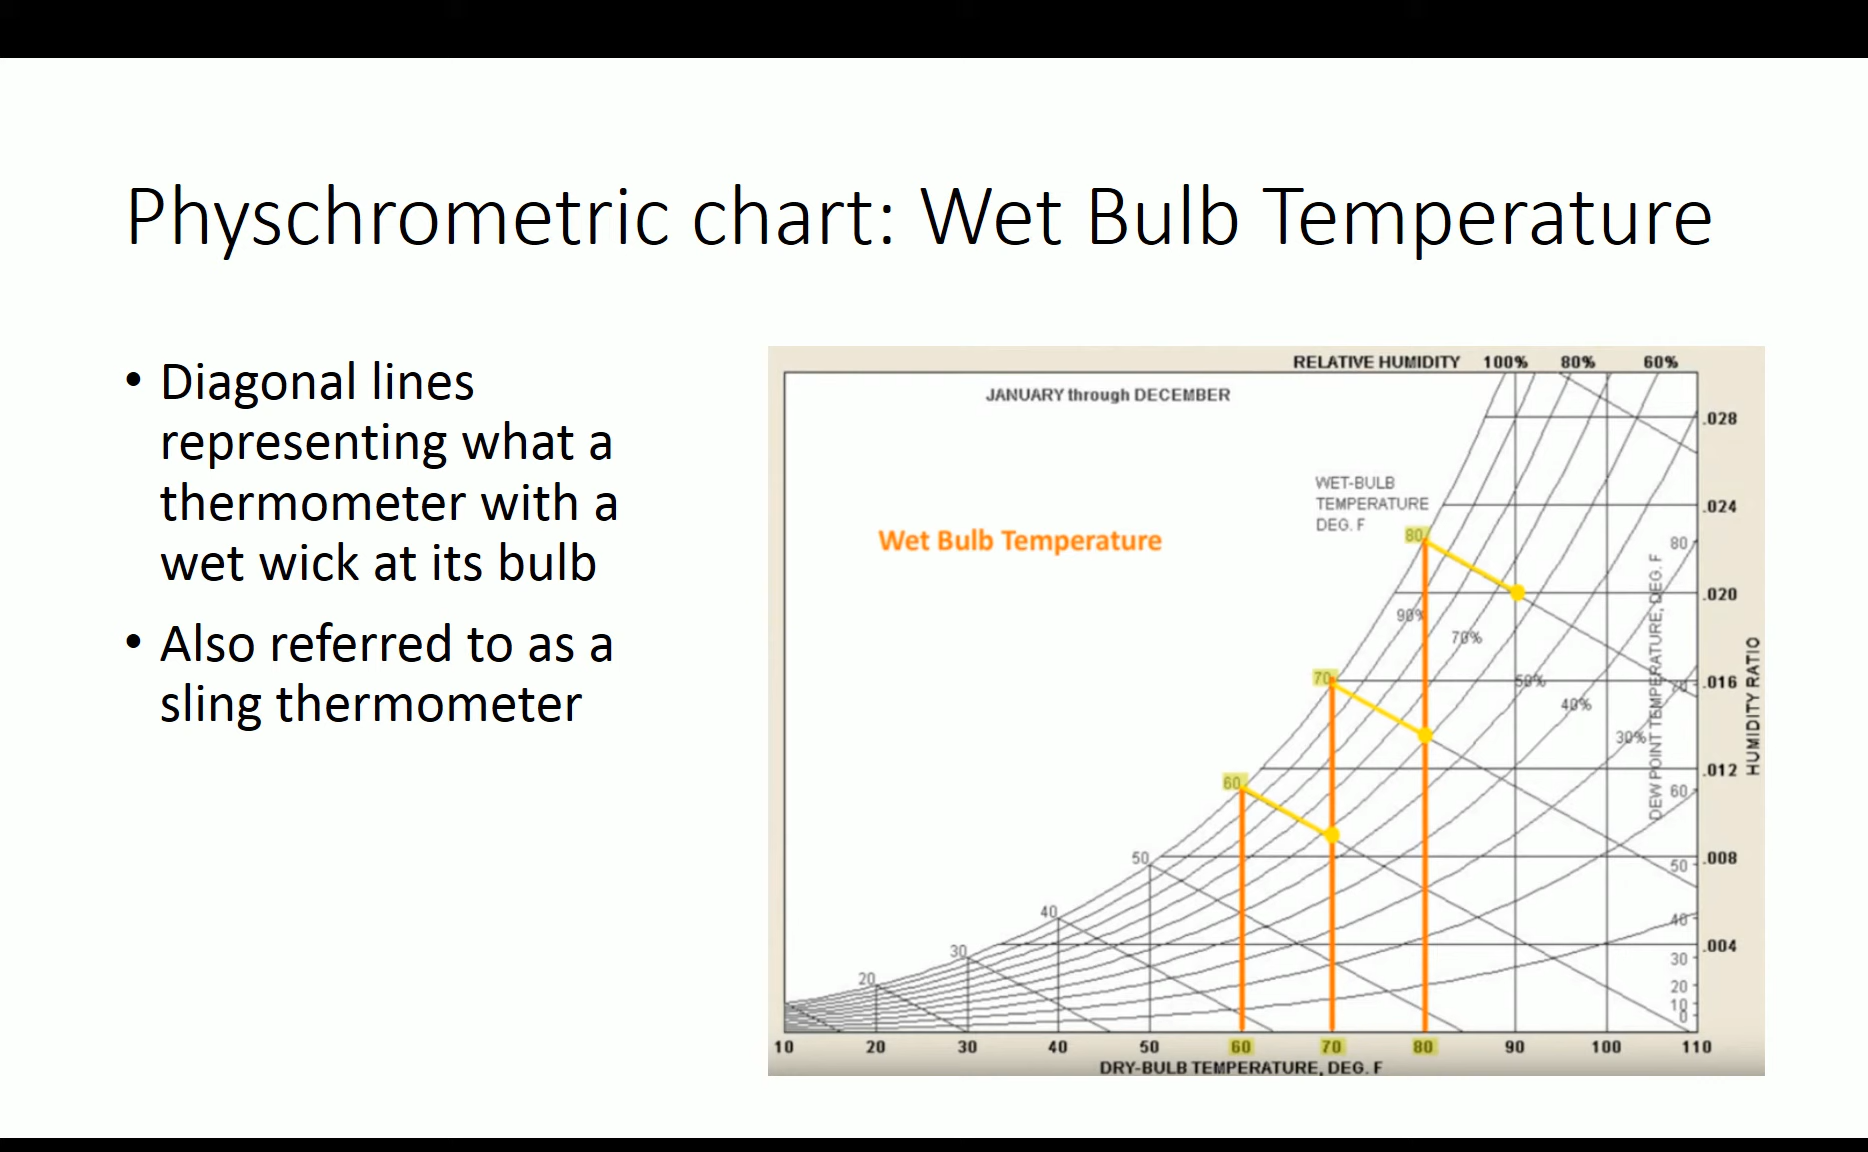 Physchrometric chart: Wet Bulb Temperature
• Diagonal lines
representing what a
thermometer with a
wet wick at its bulb
• Also referred to as a
sling thermometer
RELATIVE HUMIDITY 100% 80% 60%
JANUARY through DECEMBER
.028
WET-BULB
TEMPERATURE
DEG. F
.024
Wet Bulb Temperature
80
80
.020
90%
70%
70
50%
70
.016
40%
30%
.012
60
60
DEW POINT TEMPERATURE, DEG. F
HUMIDITY RATIO
50
50
.008
40
40
.004
30
30
20
20
10
0
10 20 30 40 50 60 70 80 90 100 110
DRY-BULB TEMPERATURE, DEG. F